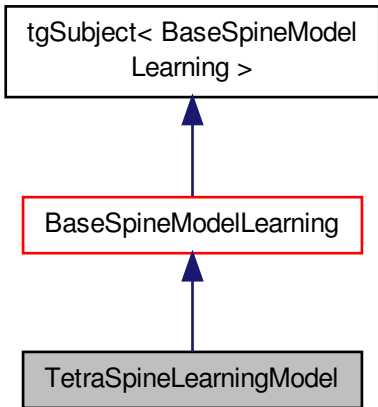 tgSubject< BaseSpineModel
Learning >
BaseSpineModelLearning
TetraSpineLearningModel